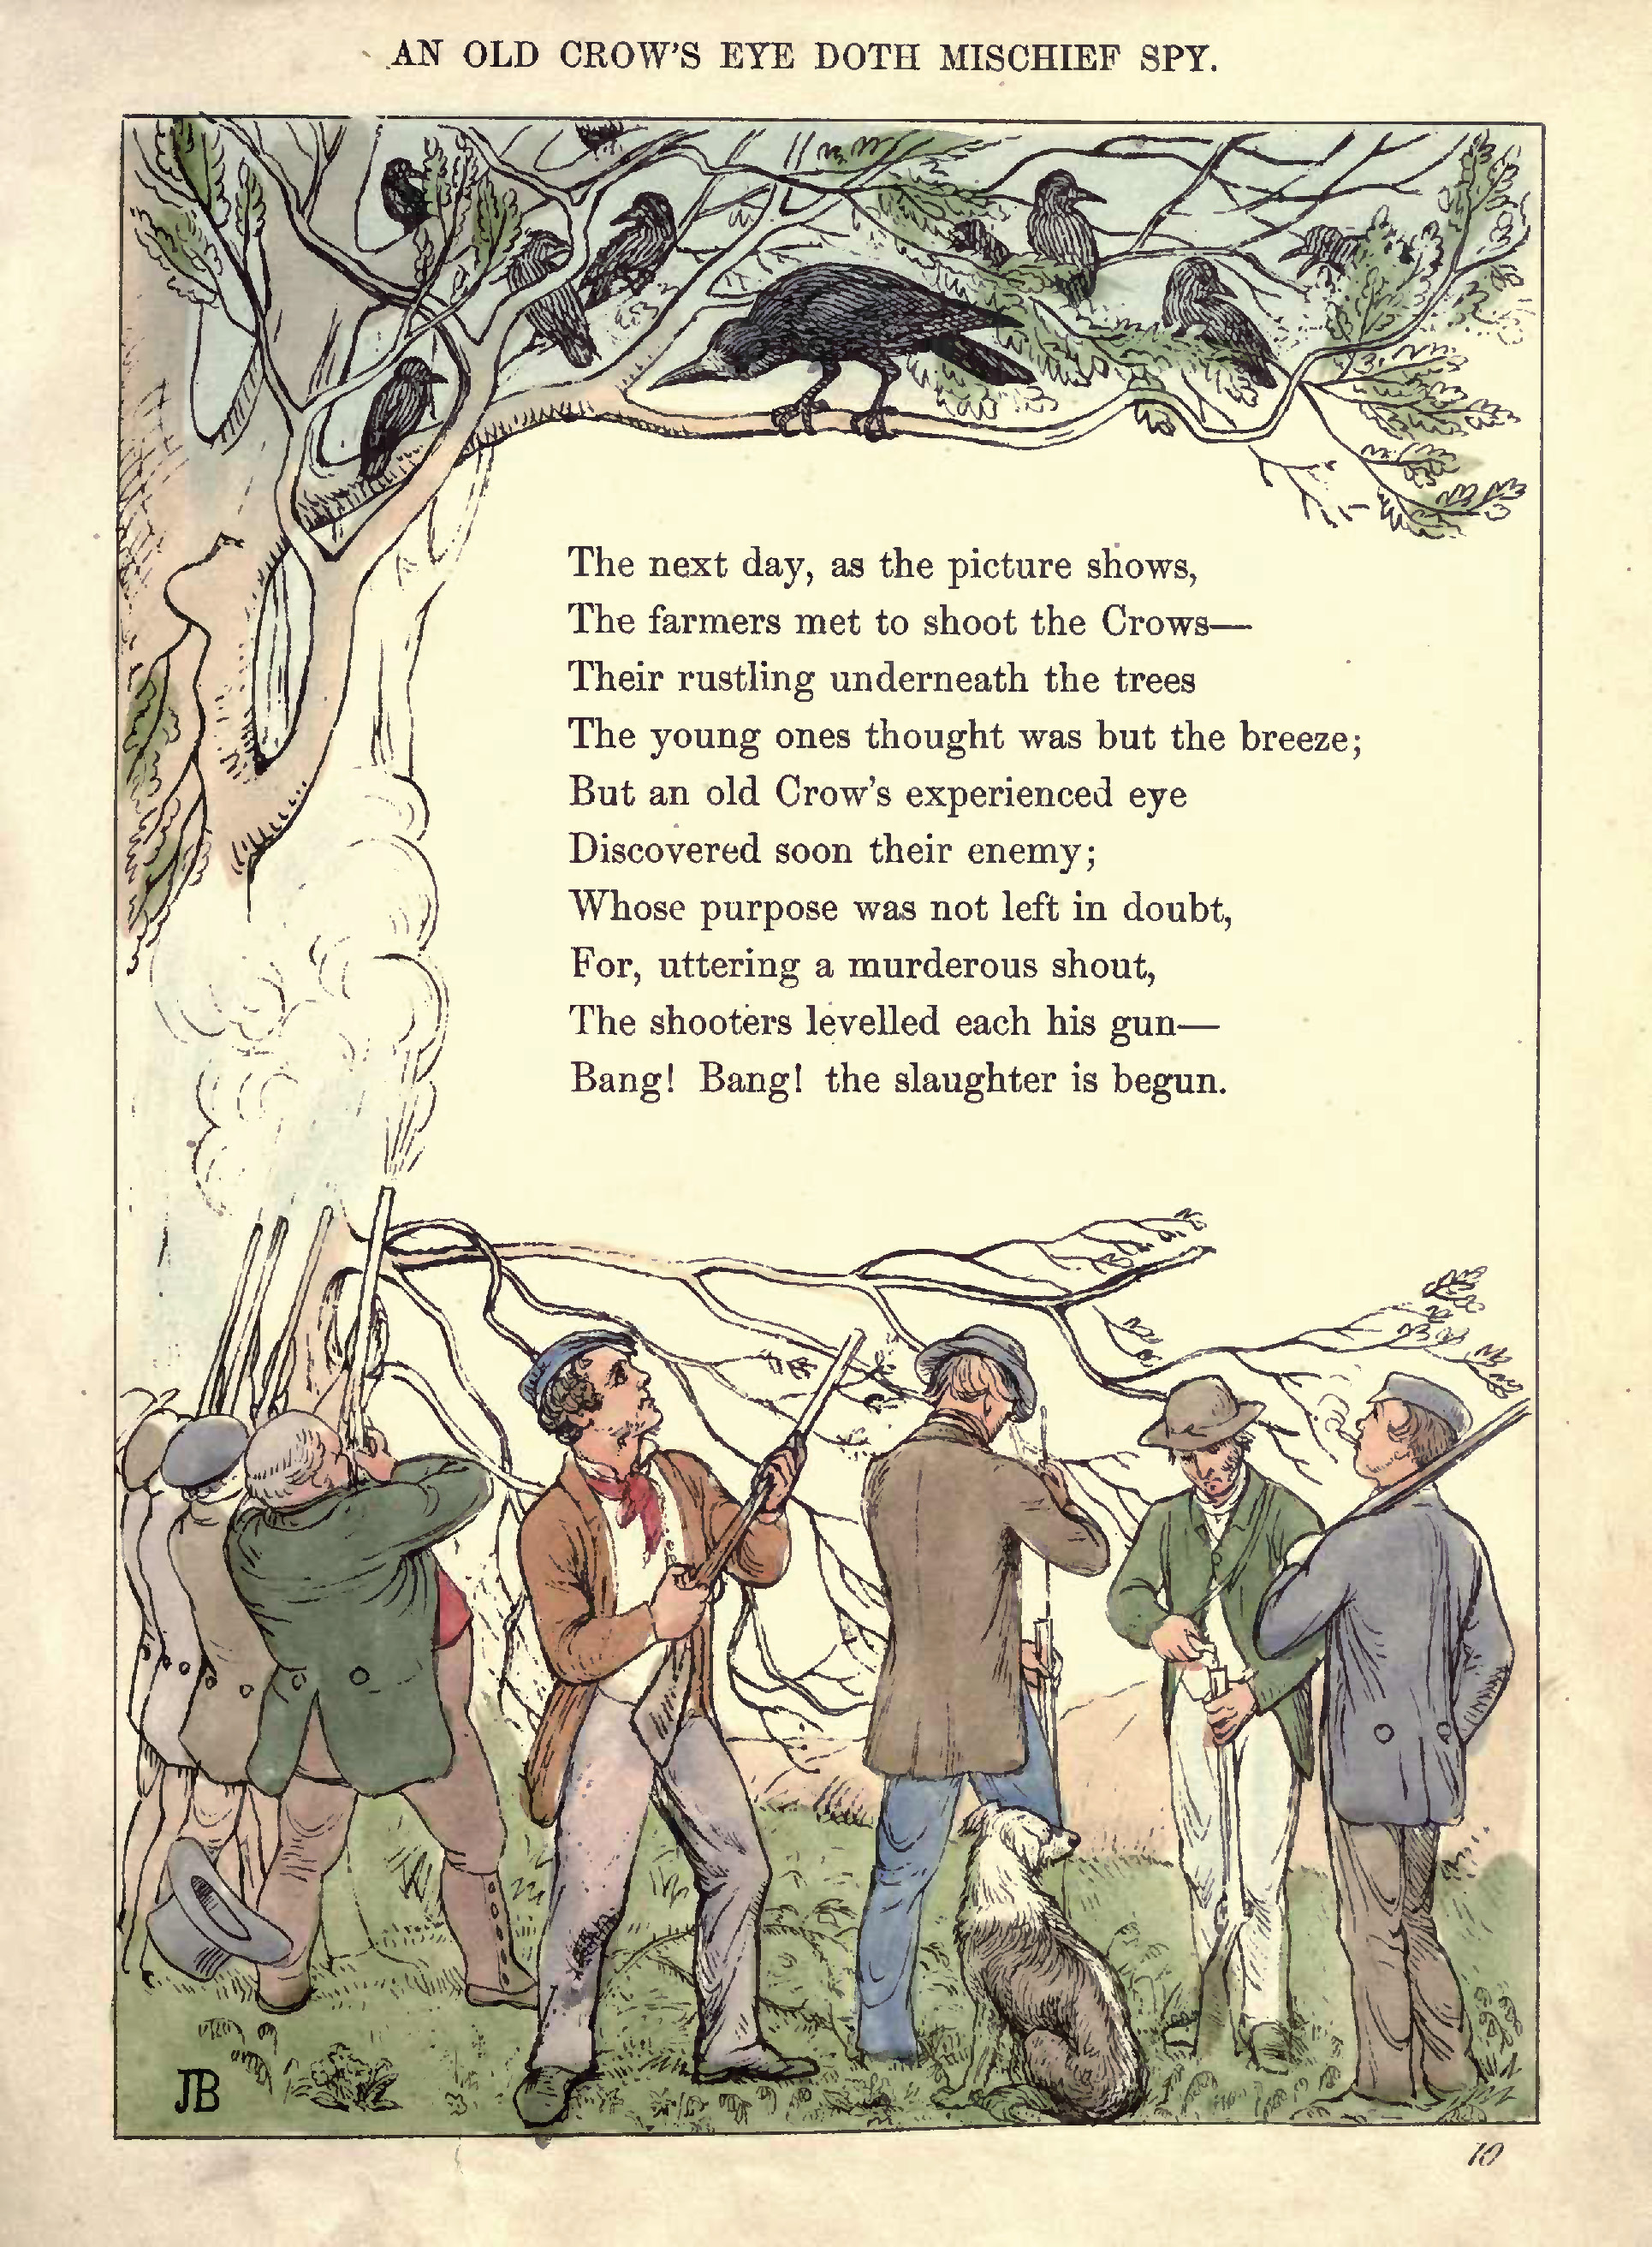 AN OLD CROW'S EYE DOTH MISCHIEF SPY.
The next day, as the picture shows,
The farmers met to shoot the Crows—
Their rustling underneath the trees
The young ones thought was but the breeze;
But an old Crow's experienced eye
Discovered soon their enemy;
Whose purpose was not left in doubt,
For, uttering a murderous shout,
The shooters levelled each his gun—
Bang! Bang! the slaughter is begun.
JB
10